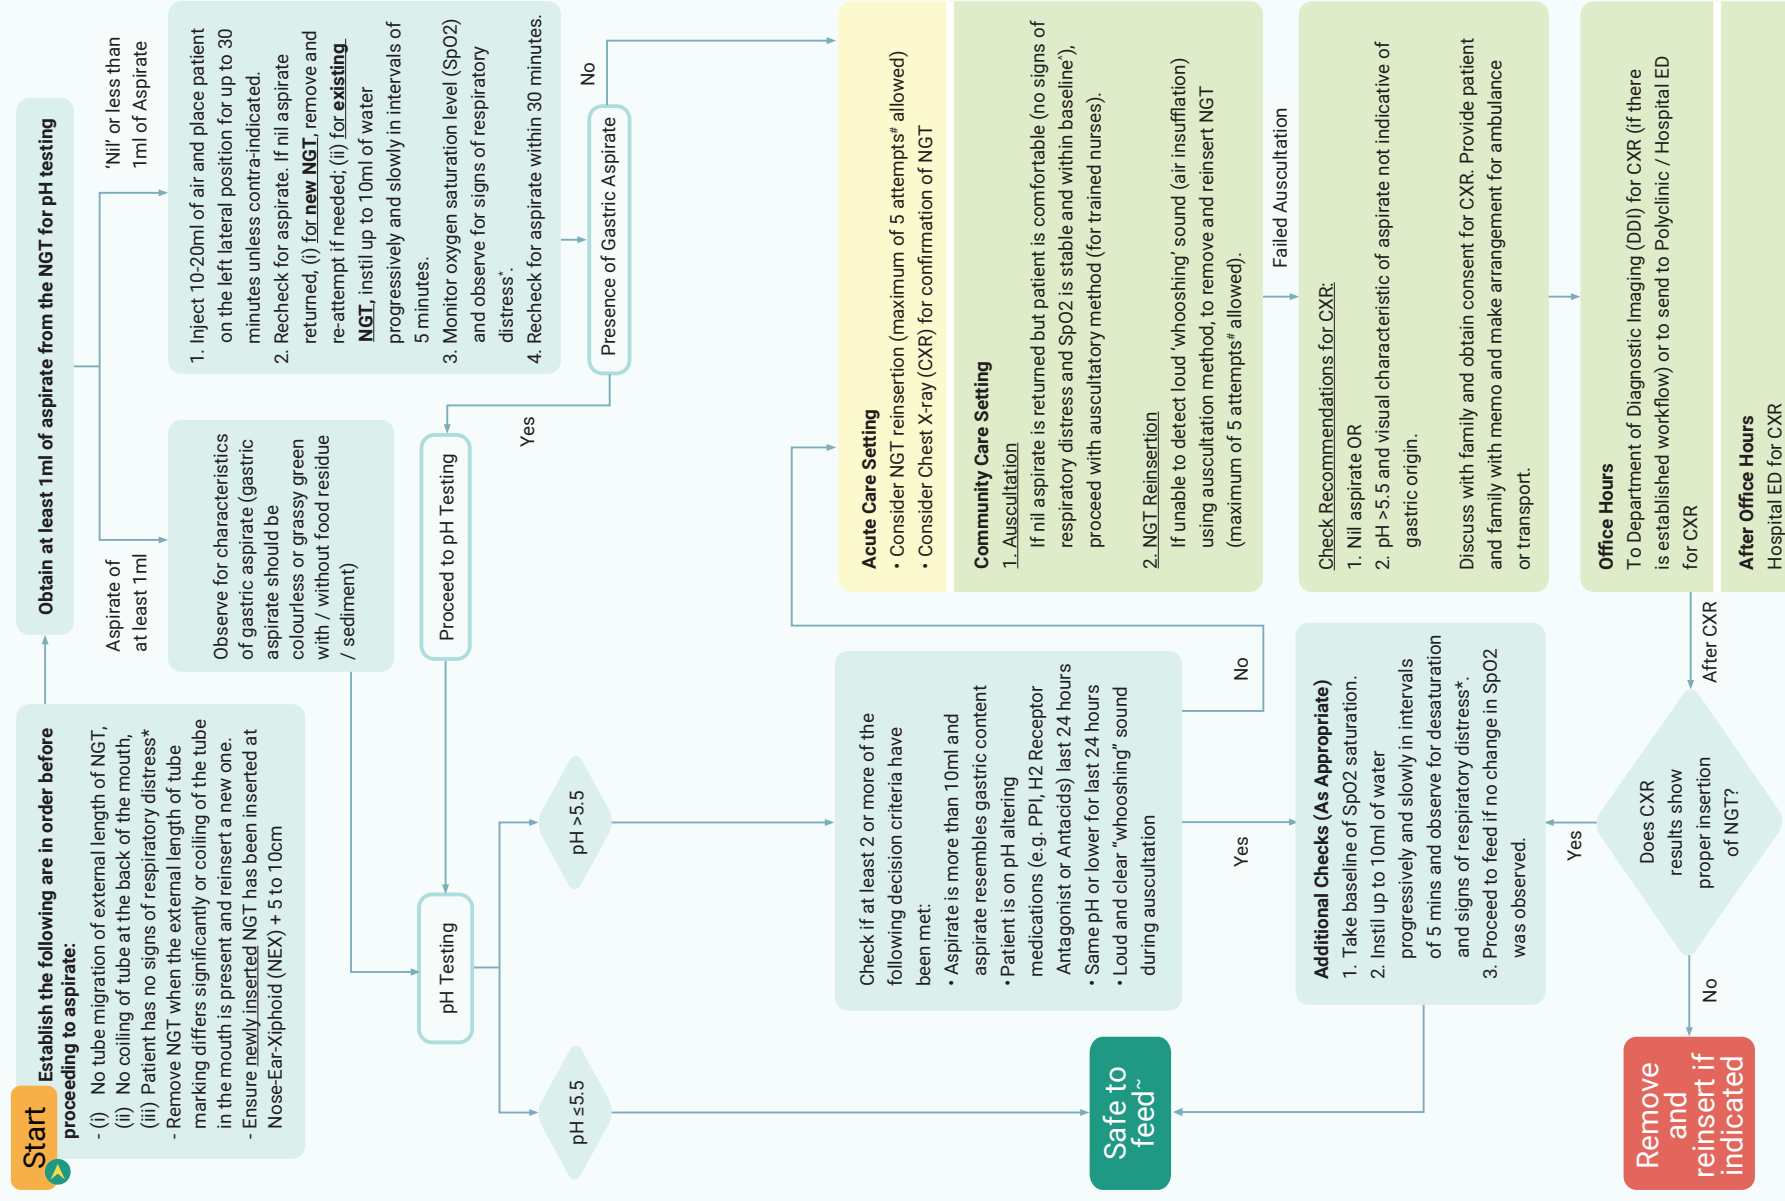 Start
Establish the following are in order before
proceeding to aspirate:
- (i) No tube migration of external length of NGT,
(ii) No coiling of tube at the back of the mouth,
(iii) Patient has no signs of respiratory distress*
- Remove NGT when the external length of tube
marking differs significantly or coiling of the tube
in the mouth is present and reinsert a new one.
- Ensure newly inserted NGT has been inserted at
Nose-Ear-Xiphoid (NEX) + 5 to 10cm
Obtain at least 1ml of aspirate from the NGT for pH testing
Aspirate of
at least 1ml
'Nil' or less than
1ml of Aspirate
Observe for characteristics
of gastric aspirate (gastric
aspirate should be
colourless or grassy green
with / without food residue
/ sediment)
1. Inject 10-20ml of air and place patient
on the left lateral position for up to 30
minutes unless contra-indicated.
2. Recheck for aspirate. If nil aspirate
returned, (i) for new NGT, remove and
re-attempt if needed; (ii) for existing
NGT, instil up to 10ml of water
progressively and slowly in intervals of
5 minutes.
3. Monitor oxygen saturation level (SpO2)
and observe for signs of respiratory
distress*.
4. Recheck for aspirate within 30 minutes.
Presence of Gastric Aspirate
Yes
No
Proceed to pH Testing
pH Testing
pH ≤5.5
pH >5.5
Check if at least 2 or more of the
following decision criteria have
been met:
• Aspirate is more than 10ml and
aspirate resembles gastric content
• Patient is on pH altering
medications (e.g. PPI, H2 Receptor
Antagonist or Antacids) last 24 hours
• Same pH or lower for last 24 hours
• Loud and clear "whooshing" sound
during auscultation
Yes
No
Acute Care Setting
• Consider NGT reinsertion (maximum of 5 attempts# allowed)
• Consider Chest X-ray (CXR) for confirmation of NGT
Community Care Setting
1. Auscultation
If nil aspirate is returned but patient is comfortable (no signs of
respiratory distress and SpO2 is stable and within baseline^),
proceed with auscultatory method (for trained nurses).
2. NGT Reinsertion
If unable to detect loud 'whooshing' sound (air insufflation)
using auscultation method, to remove and reinsert NGT
(maximum of 5 attempts# allowed).
Failed Auscultation
Check Recommendations for CXR:
1. Nil aspirate OR
2. pH >5.5 and visual characteristic of aspirate not indicative of
gastric origin.
Discuss with family and obtain consent for CXR. Provide patient
and family with memo and make arrangement for ambulance
or transport.
Office Hours
To Department of Diagnostic Imaging (DDI) for CXR (if there
is established workflow) or to send to Polyclinic / Hospital ED
for CXR
After Office Hours
Hospital ED for CXR
After CXR
Additional Checks (As Appropriate)
1. Take baseline of SpO2 saturation.
2. Instil up to 10ml of water
progressively and slowly in intervals
of 5 mins and observe for desaturation
and signs of respiratory distress*.
3. Proceed to feed if no change in SpO2
was observed.
Yes
Does CXR
results show
proper insertion
of NGT?
No
Safe to
feed~
Remove
and
reinsert if
indicated